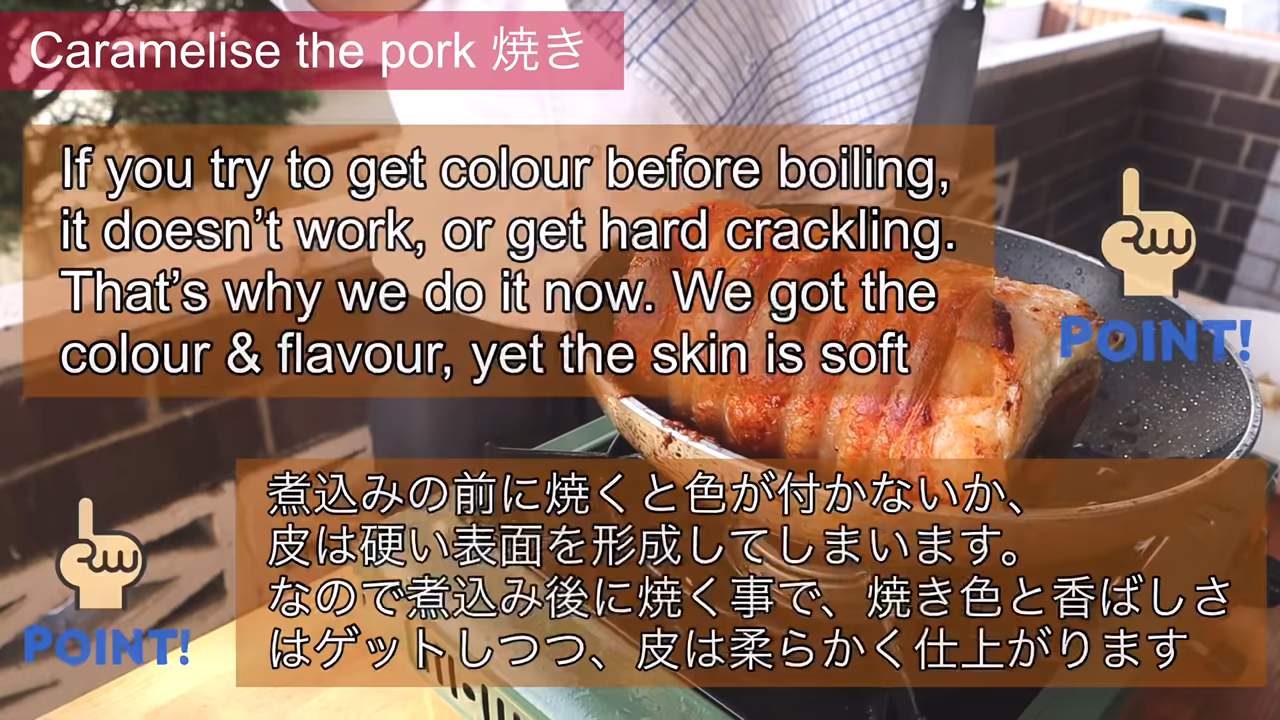 Caramelise the pork 焼き
If you try to get colour before boiling,
it doesn't work, or get hard crackling.
That's why we do it now. We got the
colour & flavour, yet the skin is soft
POINT!
煮込みの前に焼くと色が付かないか、
皮は硬い表面を形成してしまいます。
なので煮込み後に焼く事で、焼き色と香ばしさ
はゲットしつつ、皮は柔らかく仕上がります
POINT!